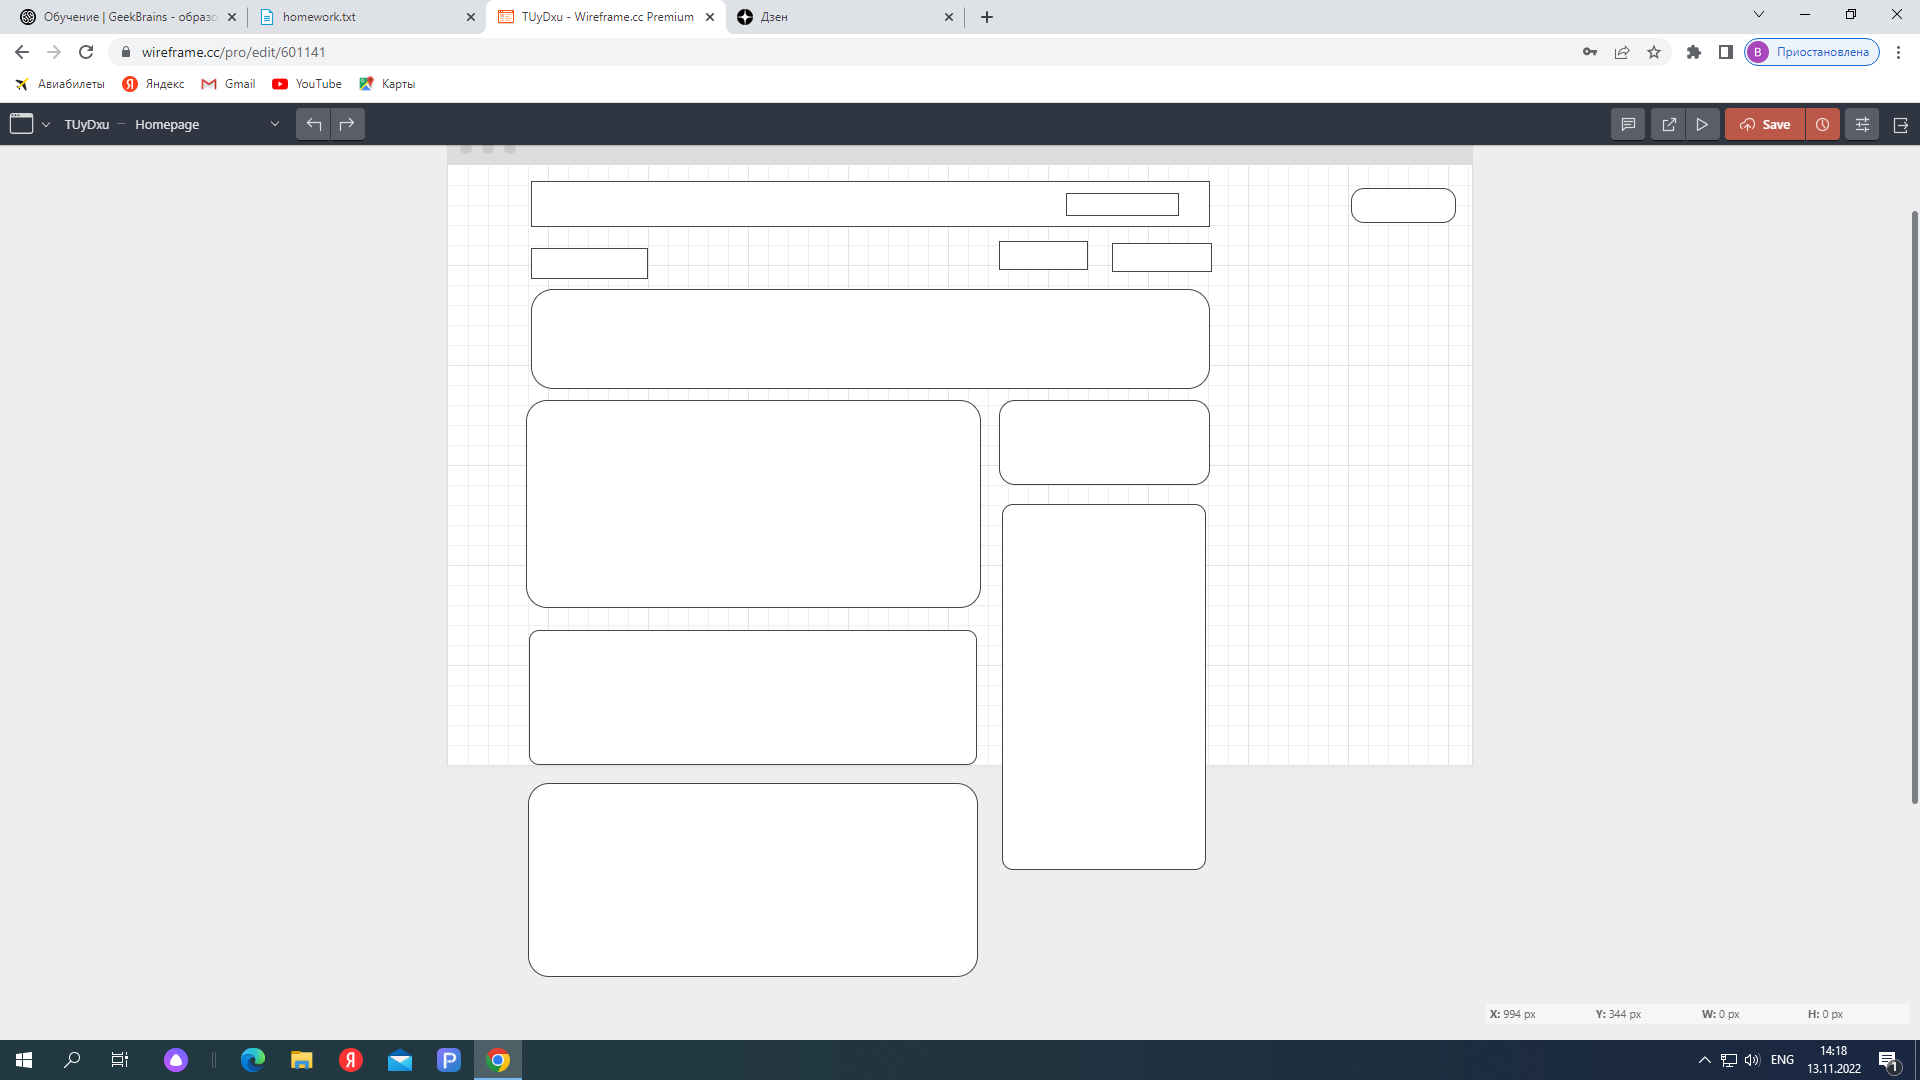 Обучение | GeekBrains - образо
homework.txt
TUyDxu - Wireframe.cc Premium
Дзен
wireframe.cc/pro/edit/601141
B
Приостановлена
Авиабилеты
Яндекс
Gmail
YouTube
Карты
TUyDxu
Homepage
Save
X: 994 px
Y: 344 px
W: 0 px
H: 0 px
ENG
14:18
13.11.2022
1